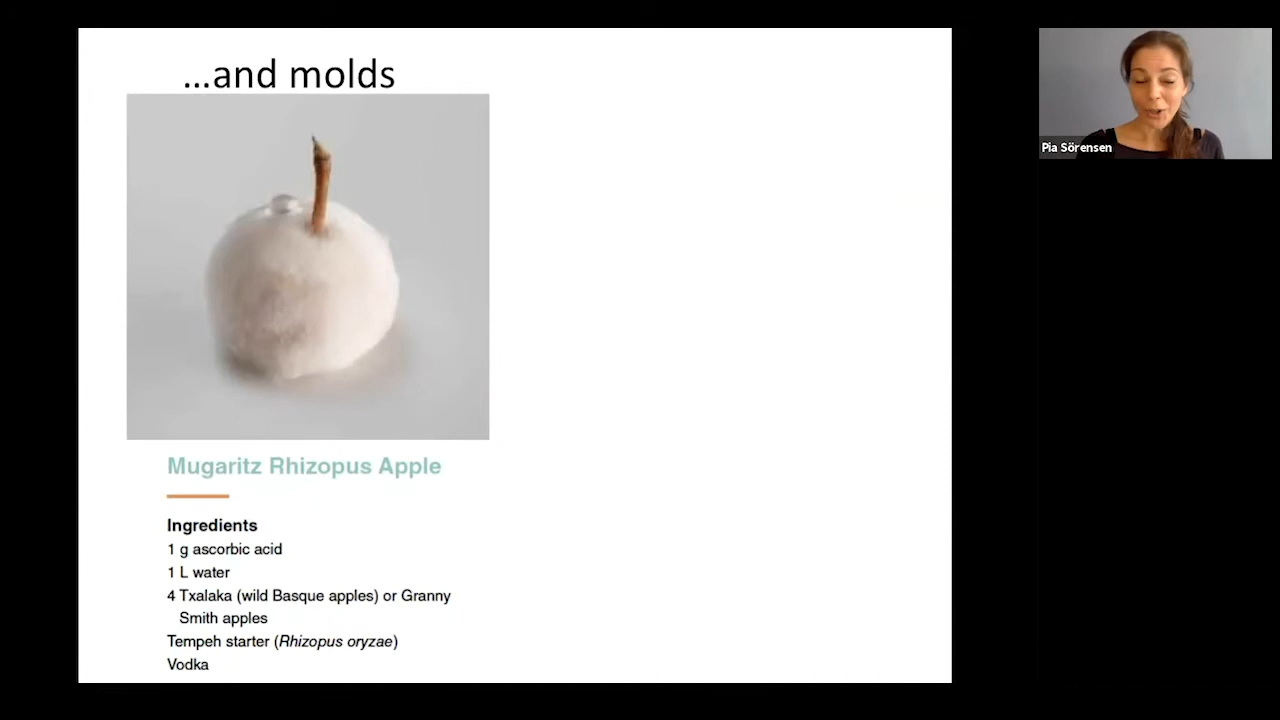 ...and molds
Pia Sörensen
Mugaritz Rhizopus Apple
Ingredients
1 g ascorbic acid
1 L water
4 Txalaka (wild Basque apples) or Granny
Smith apples
Tempeh starter (Rhizopus oryzae)
Vodka